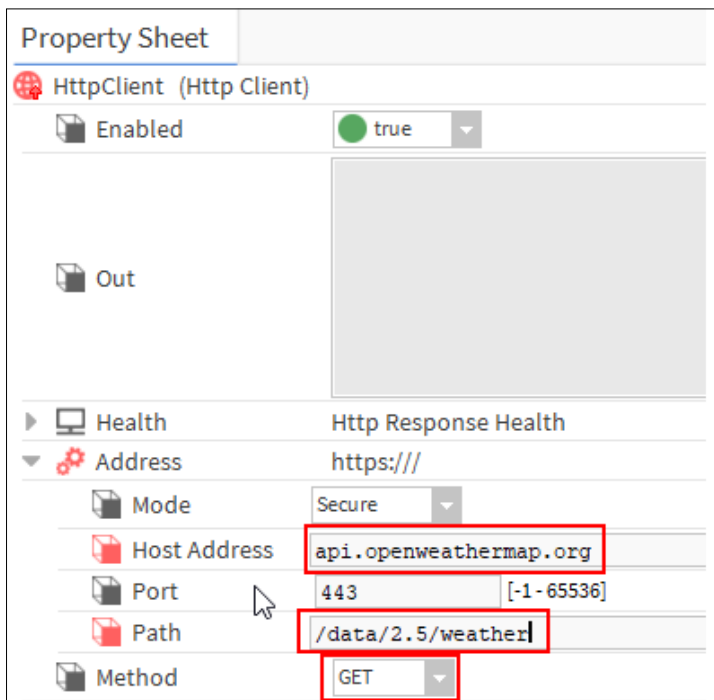 Property Sheet
HttpClient (Http Client)
Enabled true
Out
Health Http Response Health
Address https:///
Mode Secure
Host Address api.openweathermap.org
Port 443 [-1-65536]
Path /data/2.5/weather
Method GET